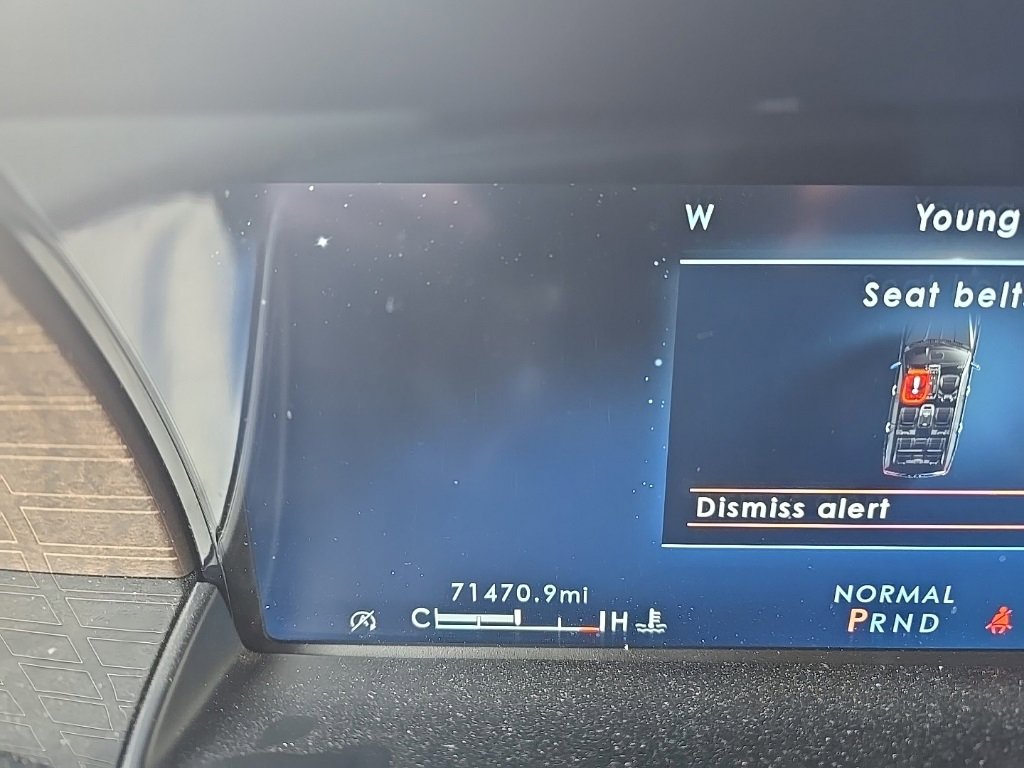 W Young
Seat belt
Dismiss alert
71470.9mi
C H
NORMAL
PRND